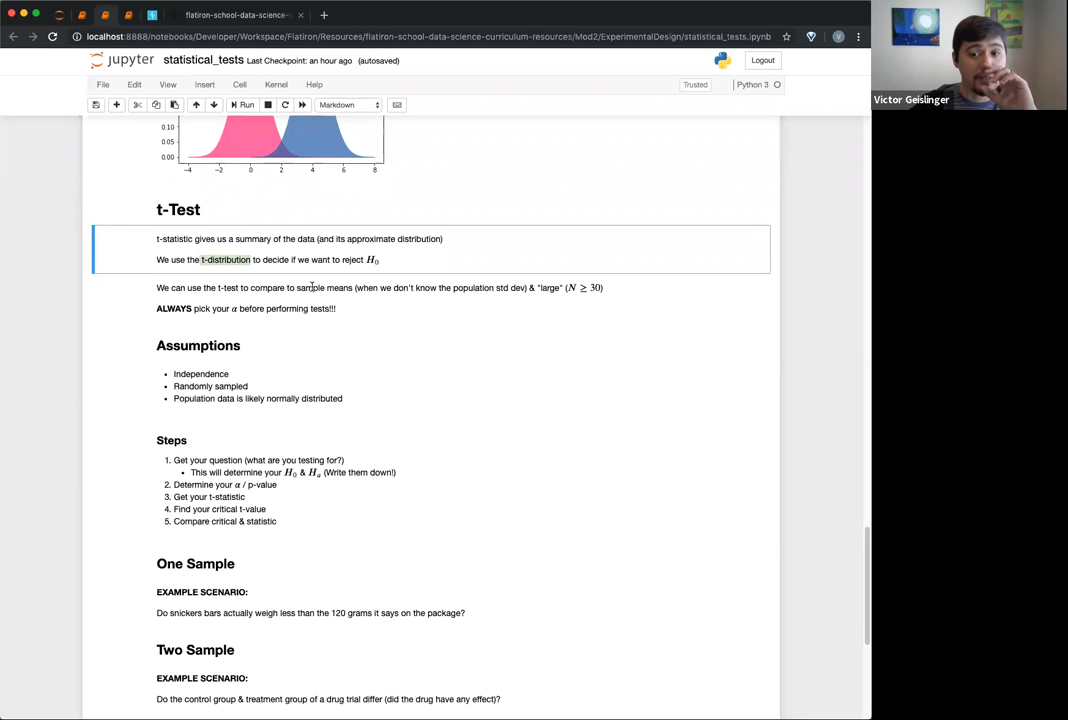 flatiron-school-data-science-
localhost:8888/notebooks/Developer/Workspace/Flatiron/Resources/flatiron-school-data-science-curriculum-resources/Mod2/ExperimentalDesign/statistical_tests.ipynb
jupyter statistical_tests Last Checkpoint: an hour ago (autosaved) Logout
File Edit View Insert Cell Kernel Help Trusted Python 3
Run Markdown
Victor Geislinger
0.10
0.05
0.00
−4 −2 0 2 4 6 8
t-Test
t-statistic gives us a summary of the data (and its approximate distribution)
We use the t-distribution to decide if we want to reject H₀
We can use the t-test to compare to sample means (when we don't know the population std dev) & "large" (N ≥ 30)
ALWAYS pick your α before performing tests!!!
Assumptions
• Independence
• Randomly sampled
• Population data is likely normally distributed
Steps
1. Get your question (what are you testing for?)
• This will determine your H₀ & Hₐ (Write them down!)
2. Determine your α / p-value
3. Get your t-statistic
4. Find your critical t-value
5. Compare critical & statistic
One Sample
EXAMPLE SCENARIO:
Do snickers bars actually weigh less than the 120 grams it says on the package?
Two Sample
EXAMPLE SCENARIO:
Do the control group & treatment group of a drug trial differ (did the drug have any effect)?